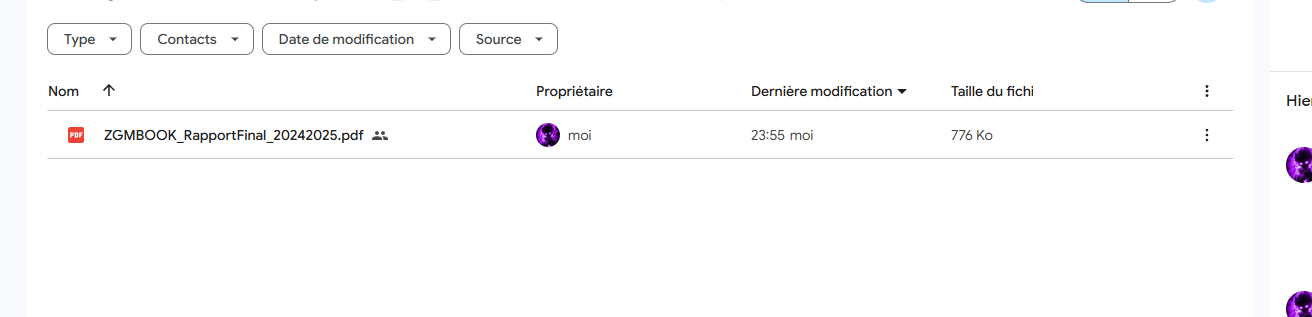 Type Contacts Date de modification Source
Nom Propriétaire Dernière modification Taille du fichi
PDF ZGMBOOK_RapportFinal_20242025.pdf moi 23:55 moi 776 Ko
Hier